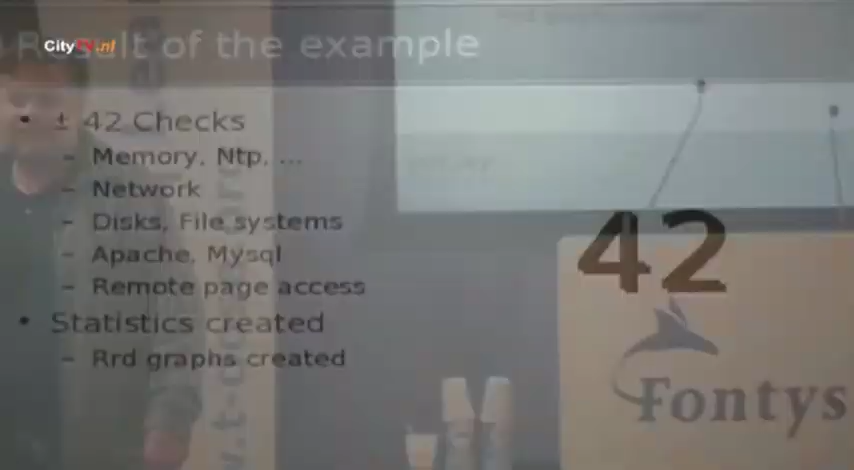 CityTV.nl
Result of the example
• ± 42 Checks
– Memory, Ntp, ...
– Network
– Disks, File systems
– Apache, Mysql
– Remote page access
• Statistics created
– Rrd graphs created
42
Fontys